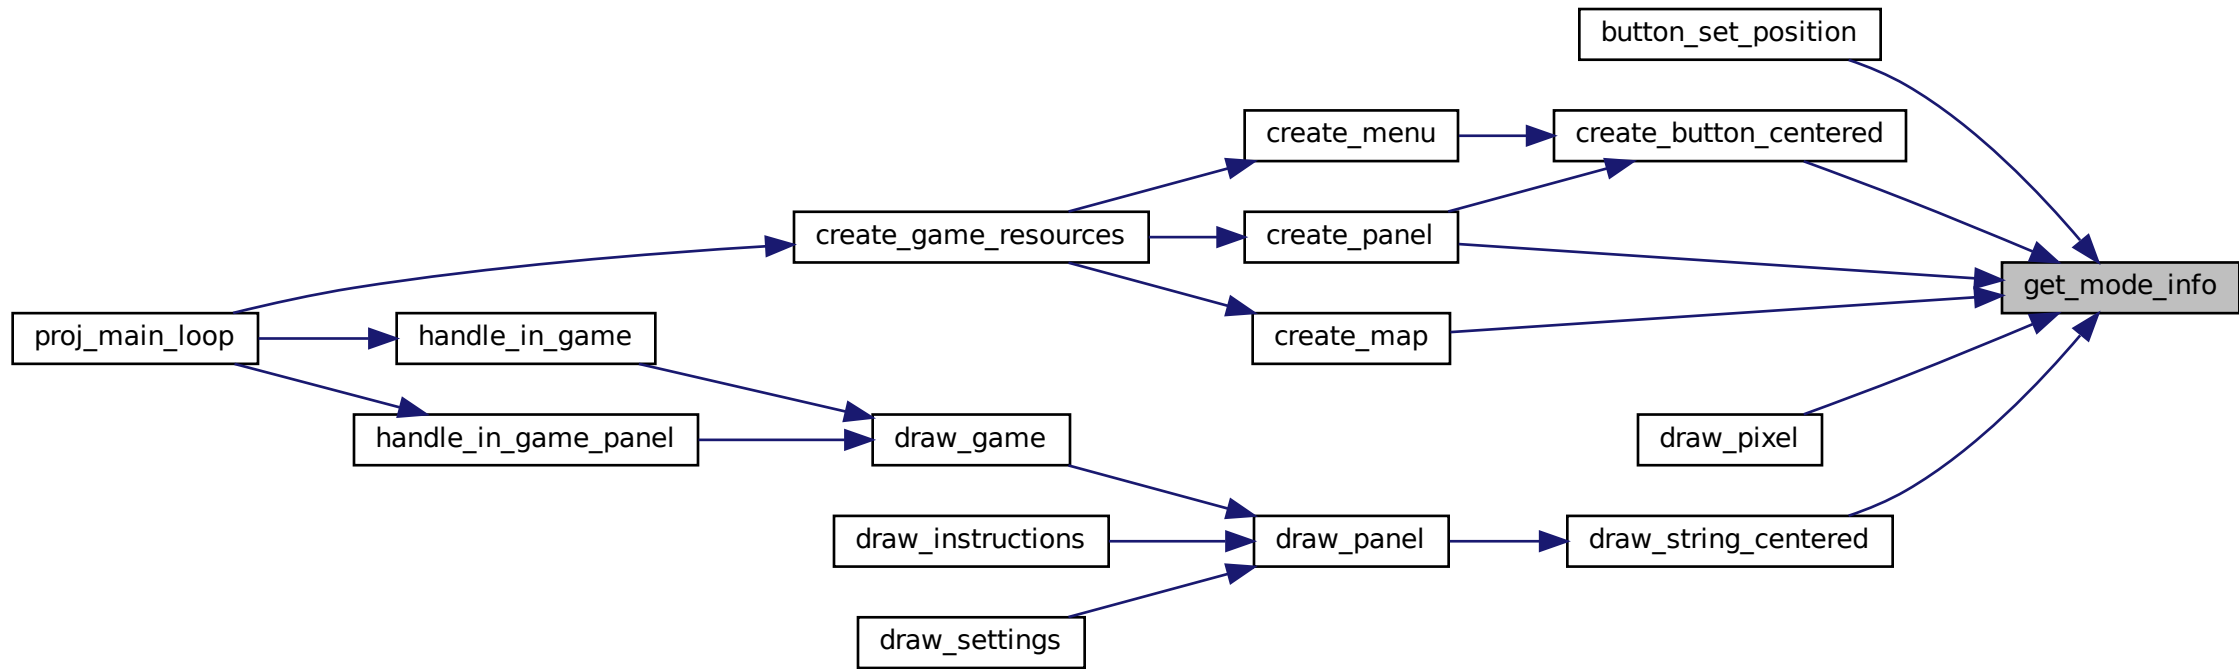 button_set_position
create_menu
create_button_centered
create_game_resources
create_panel
get_mode_info
proj_main_loop
handle_in_game
create_map
handle_in_game_panel
draw_game
draw_pixel
draw_instructions
draw_panel
draw_string_centered
draw_settings